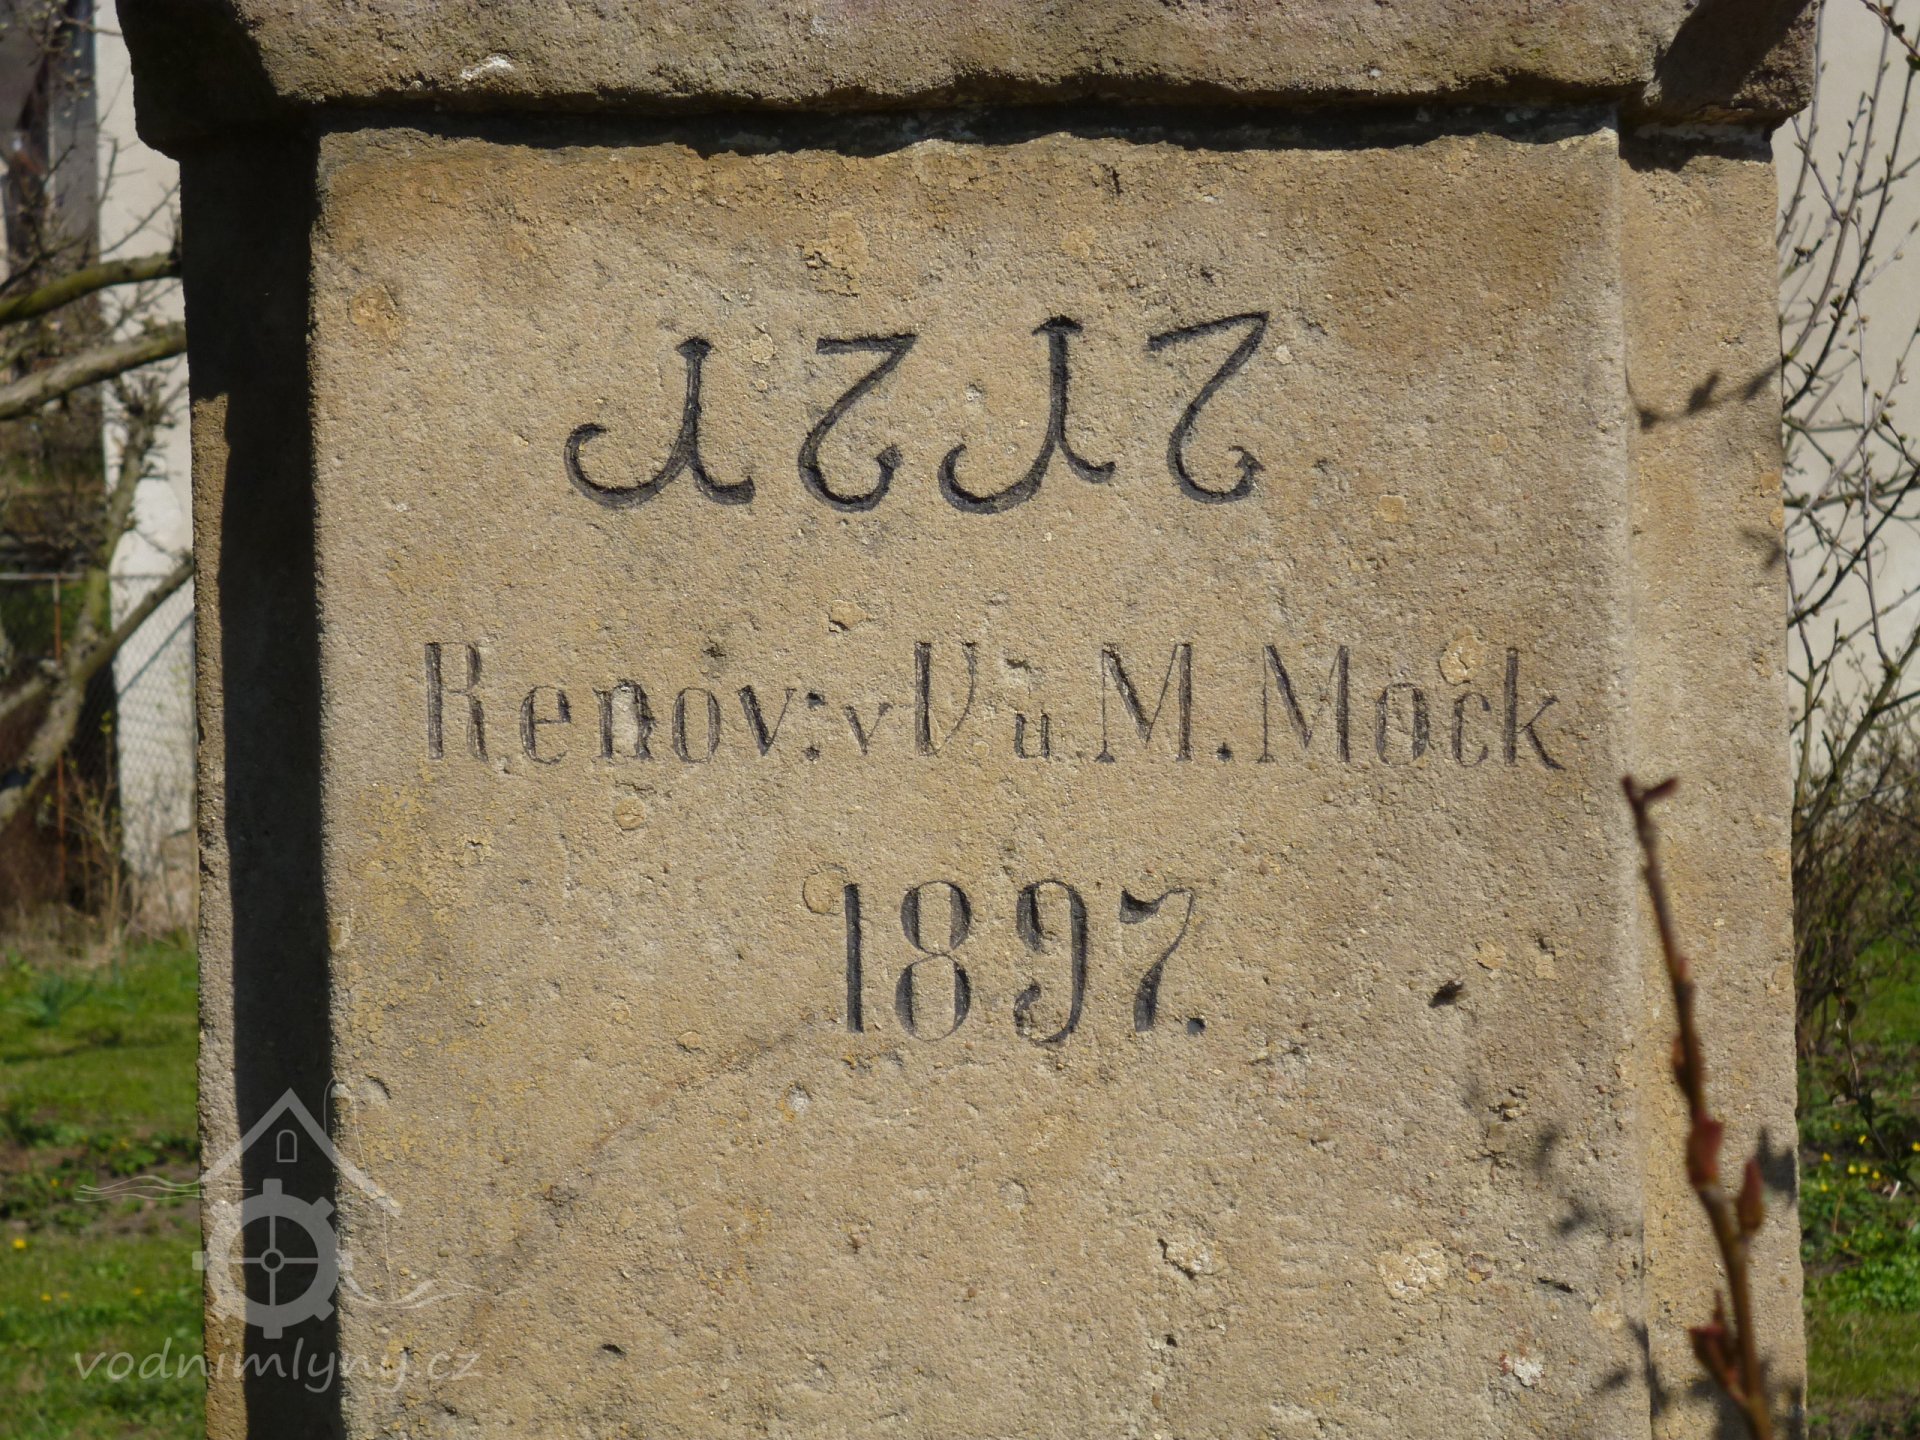 1717
Renov: v V. u. M. Mock
1897.
vodnimlyny.cz